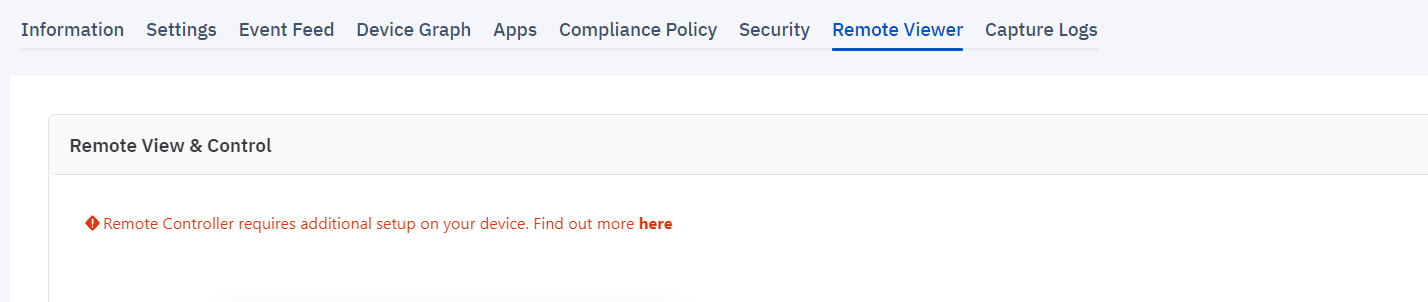 Information Settings Event Feed Device Graph Apps Compliance Policy Security Remote Viewer Capture Logs
Remote View & Control
Remote Controller requires additional setup on your device. Find out more here